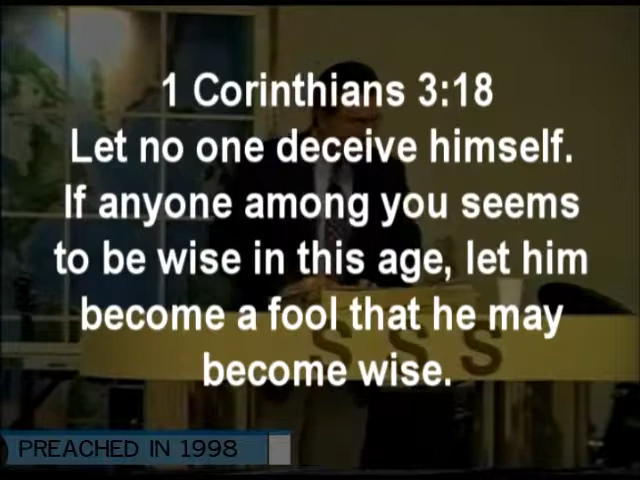 1 Corinthians 3:18
Let no one deceive himself.
If anyone among you seems
to be wise in this age, let him
become a fool that he may
become wise.
S S S
PREACHED IN 1998